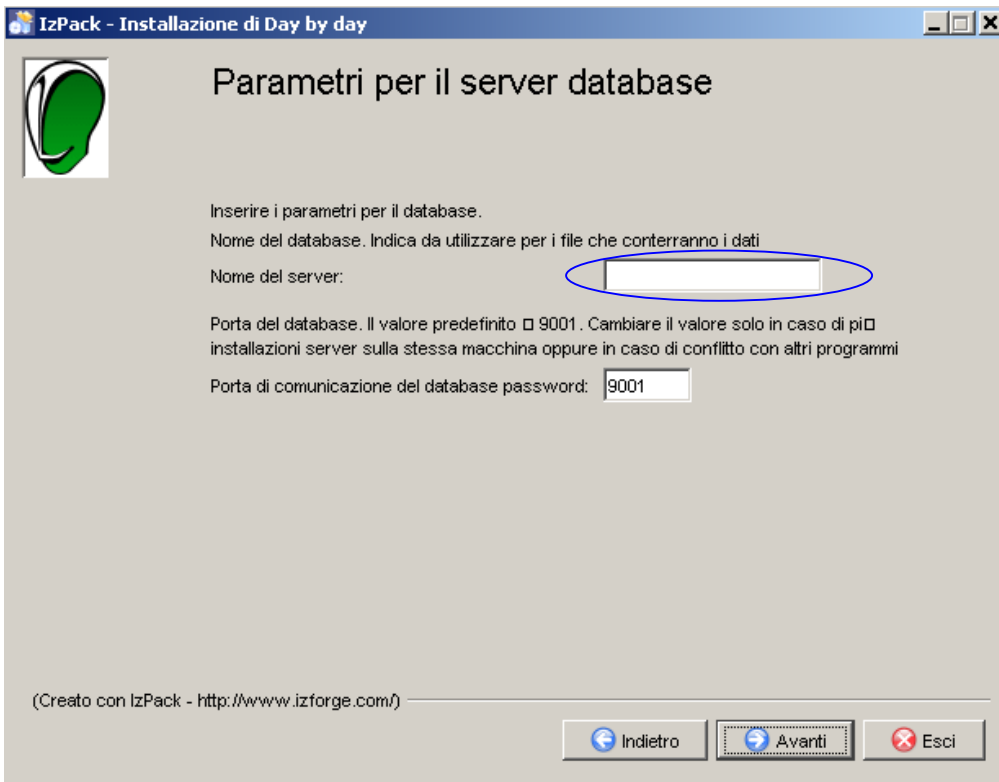 IzPack - Installazione di Day by day
Parametri per il server database
Inserire i parametri per il database.
Nome del database. Indica da utilizzare per i file che conterranno i dati
Nome del server:
Porta del database. Il valore predefinito □ 9001. Cambiare il valore solo in caso di pi□
installazioni server sulla stessa macchina oppure in caso di conflitto con altri programmi
Porta di comunicazione del database password: 9001
(Creato con IzPack - http://www.izforge.com/)
Indietro Avanti Esci